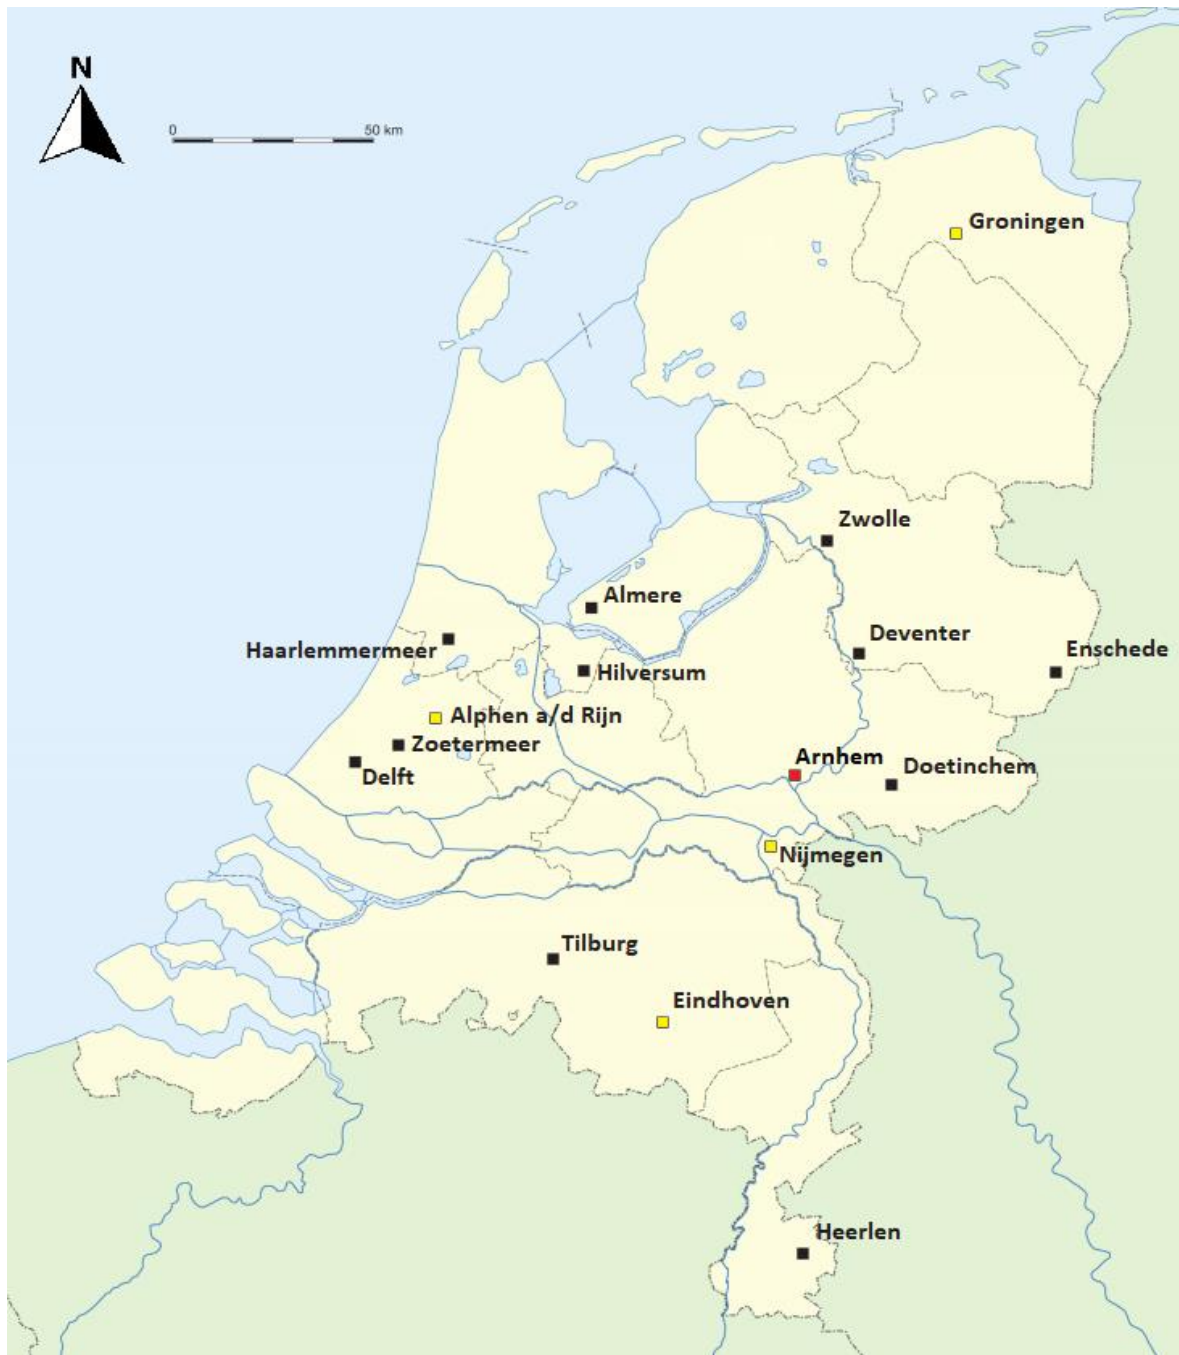 N
0 50 km
Groningen
Zwolle
Almere
Deventer
Haarlemmermeer
Enschede
Hilversum
Alphen a/d Rijn
Zoetermeer
Arnhem
Doetinchem
Delft
Nijmegen
Tilburg
Eindhoven
Heerlen